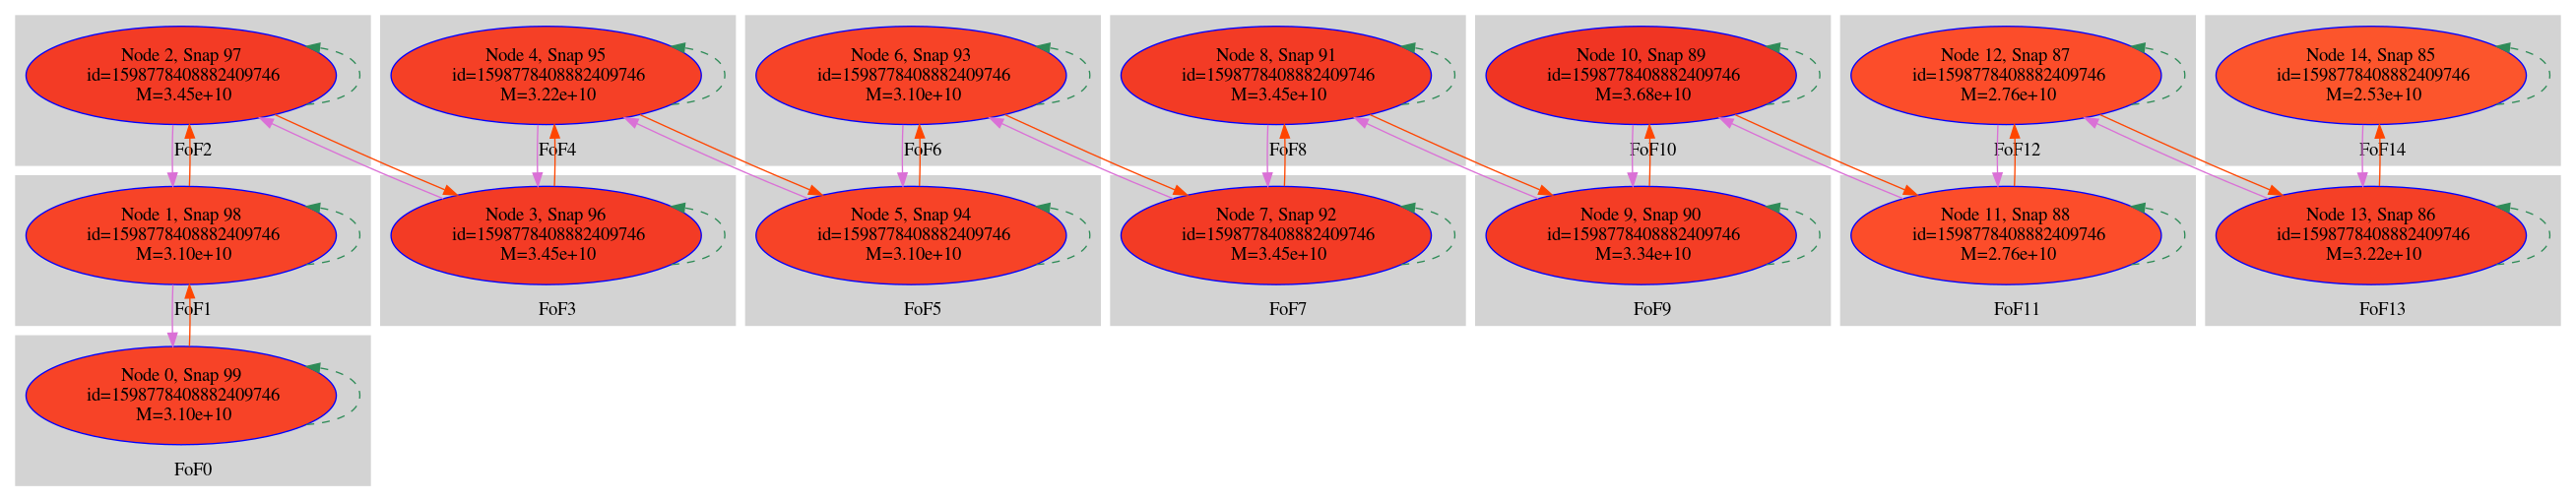 Node 2, Snap 97
id=1598778408882409746
M=3.45e+10
FoF2
Node 4, Snap 95
id=1598778408882409746
M=3.22e+10
FoF4
Node 6, Snap 93
id=1598778408882409746
M=3.10e+10
FoF6
Node 8, Snap 91
id=1598778408882409746
M=3.45e+10
FoF8
Node 10, Snap 89
id=1598778408882409746
M=3.68e+10
FoF10
Node 12, Snap 87
id=1598778408882409746
M=2.76e+10
FoF12
Node 14, Snap 85
id=1598778408882409746
M=2.53e+10
FoF14
Node 1, Snap 98
id=1598778408882409746
M=3.10e+10
FoF1
Node 3, Snap 96
id=1598778408882409746
M=3.45e+10
FoF3
Node 5, Snap 94
id=1598778408882409746
M=3.10e+10
FoF5
Node 7, Snap 92
id=1598778408882409746
M=3.45e+10
FoF7
Node 9, Snap 90
id=1598778408882409746
M=3.34e+10
FoF9
Node 11, Snap 88
id=1598778408882409746
M=2.76e+10
FoF11
Node 13, Snap 86
id=1598778408882409746
M=3.22e+10
FoF13
Node 0, Snap 99
id=1598778408882409746
M=3.10e+10
FoF0